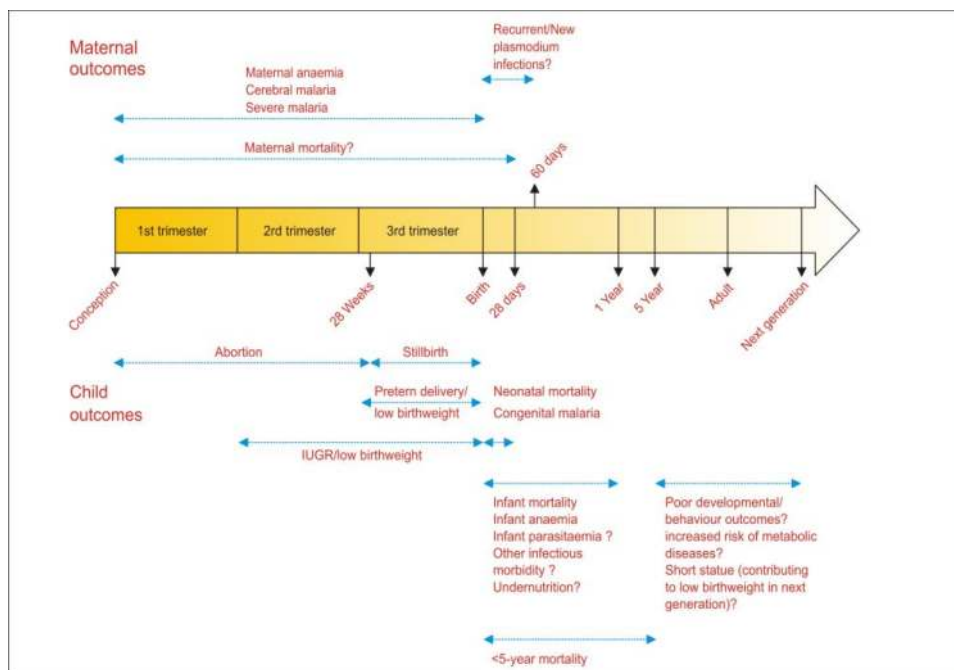 Maternal
outcomes
Recurrent/New
plasmodium
infections?
Maternal anaemia
Cerebral malaria
Severe malaria
Maternal mortality?
60 days
1st trimester
2rd trimester
3rd trimester
Conception
28 Weeks
Birth
28 days
1 Year
5 Year
Adult
Next generation
Abortion
Stillbirth
Child
outcomes
Pretern delivery/
low birthweight
Neonatal mortality
Congenital malaria
IUGR/low birthweight
Infant mortality
Infant anaemia
Infant parasitaemia ?
Other infectious
morbidity ?
Undernutrition?
Poor developmental/
behaviour outcomes?
increased risk of metabolic
diseases?
Short statue (contributing
to low birthweight in next
generation)?
<5-year mortality